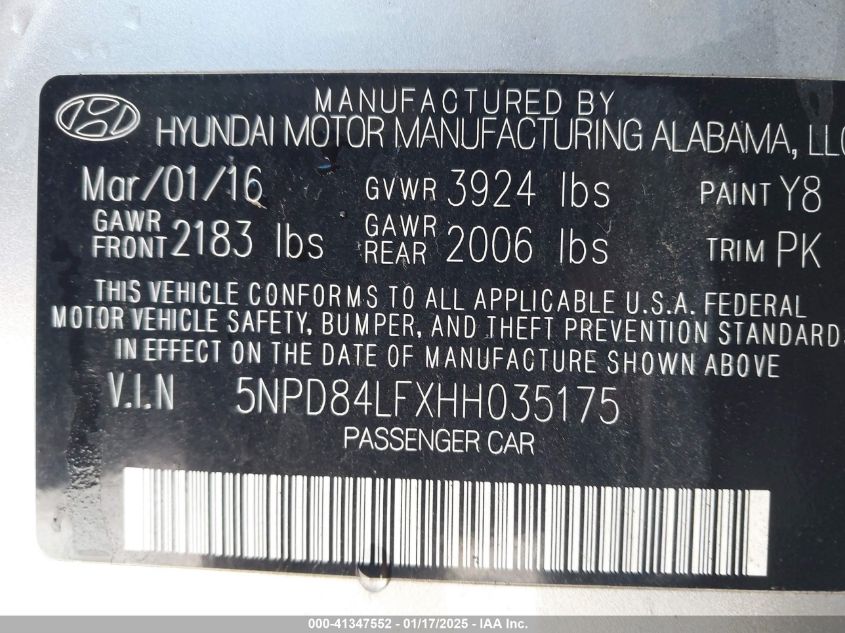 MANUFACTURED BY
HYUNDAI MOTOR MANUFACTURING ALABAMA, LLC
Mar/01/16 GVWR 3924 lbs PAINT Y8
GAWR FRONT 2183 lbs GAWR REAR 2006 lbs TRIM PK
THIS VEHICLE CONFORMS TO ALL APPLICABLE U.S.A. FEDERAL
MOTOR VEHICLE SAFETY, BUMPER, AND THEFT PREVENTION STANDARDS
IN EFFECT ON THE DATE OF MANUFACTURE SHOWN ABOVE
V.I.N 5NPD84LFXHH035175
PASSENGER CAR
000-41347552 - 01/17/2025 - IAA Inc.